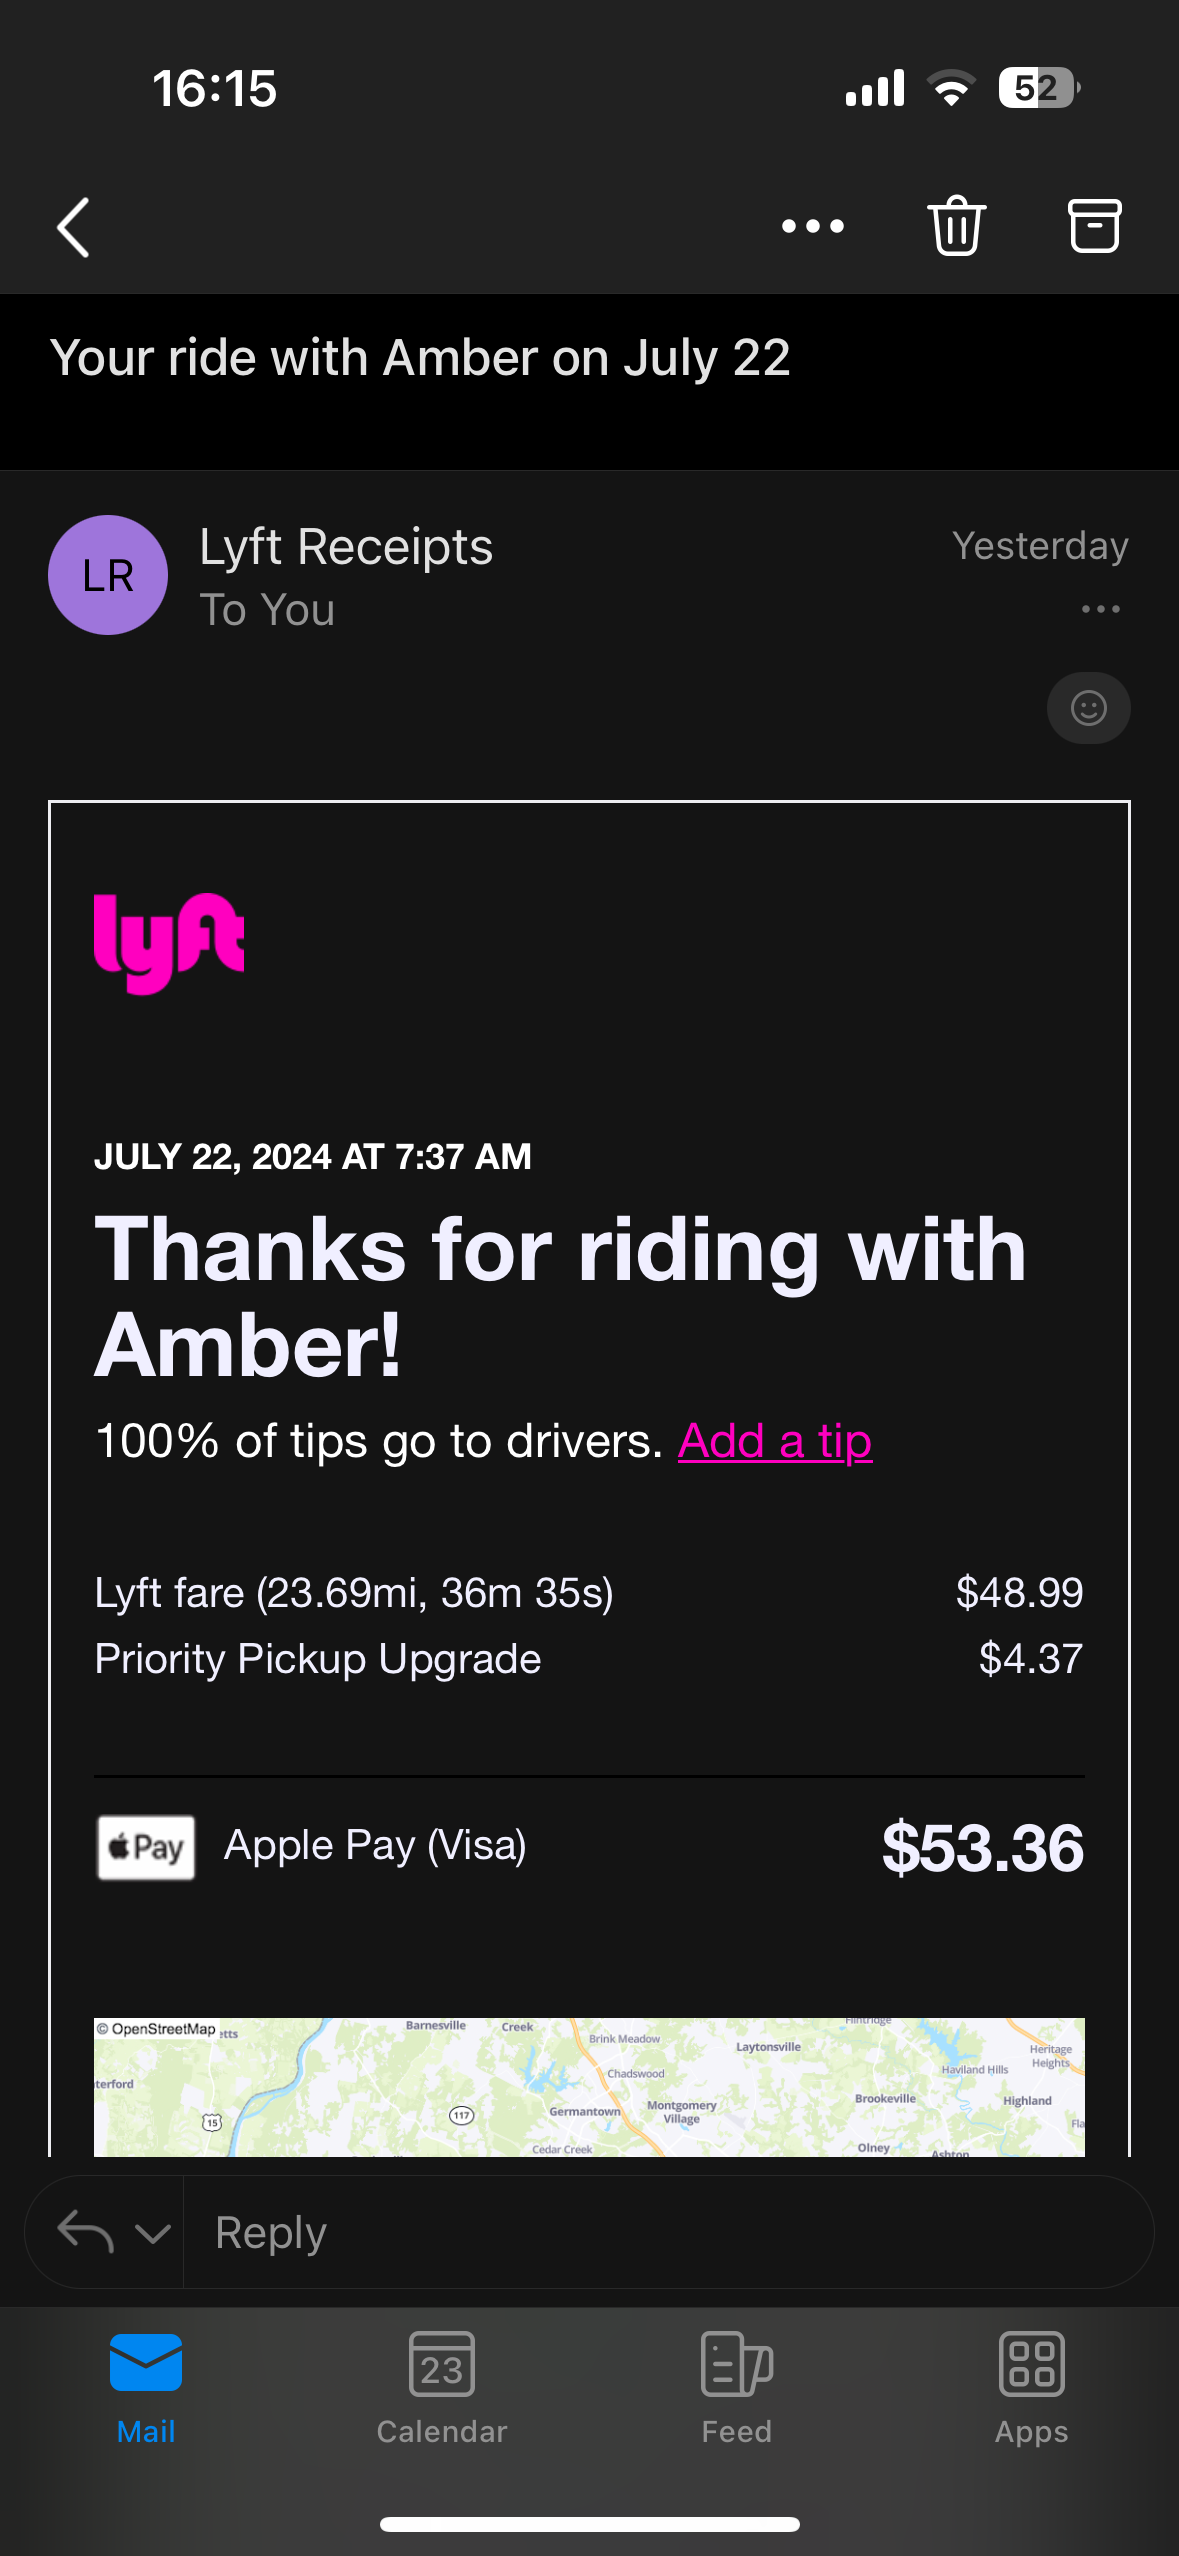 16:15
52
Your ride with Amber on July 22
LR
Lyft Receipts
Yesterday
To You
lyft
JULY 22, 2024 AT 7:37 AM
Thanks for riding with
Amber!
100% of tips go to drivers. Add a tip
Lyft fare (23.69mi, 36m 35s) $48.99
Priority Pickup Upgrade $4.37
Pay Apple Pay (Visa) $53.36
© OpenStreetMap
etts
Barnesville
Creek
Flintridge
Brink Meadow
Laytonsville
Heritage
Heights
Chadswood
Haviland Hills
terford
Montgomery
Village
Brookeville
Highland
15
117
Germantown
Fla
Cedar Creek
Olney
Ashton
Reply
23
Mail
Calendar
Feed
Apps